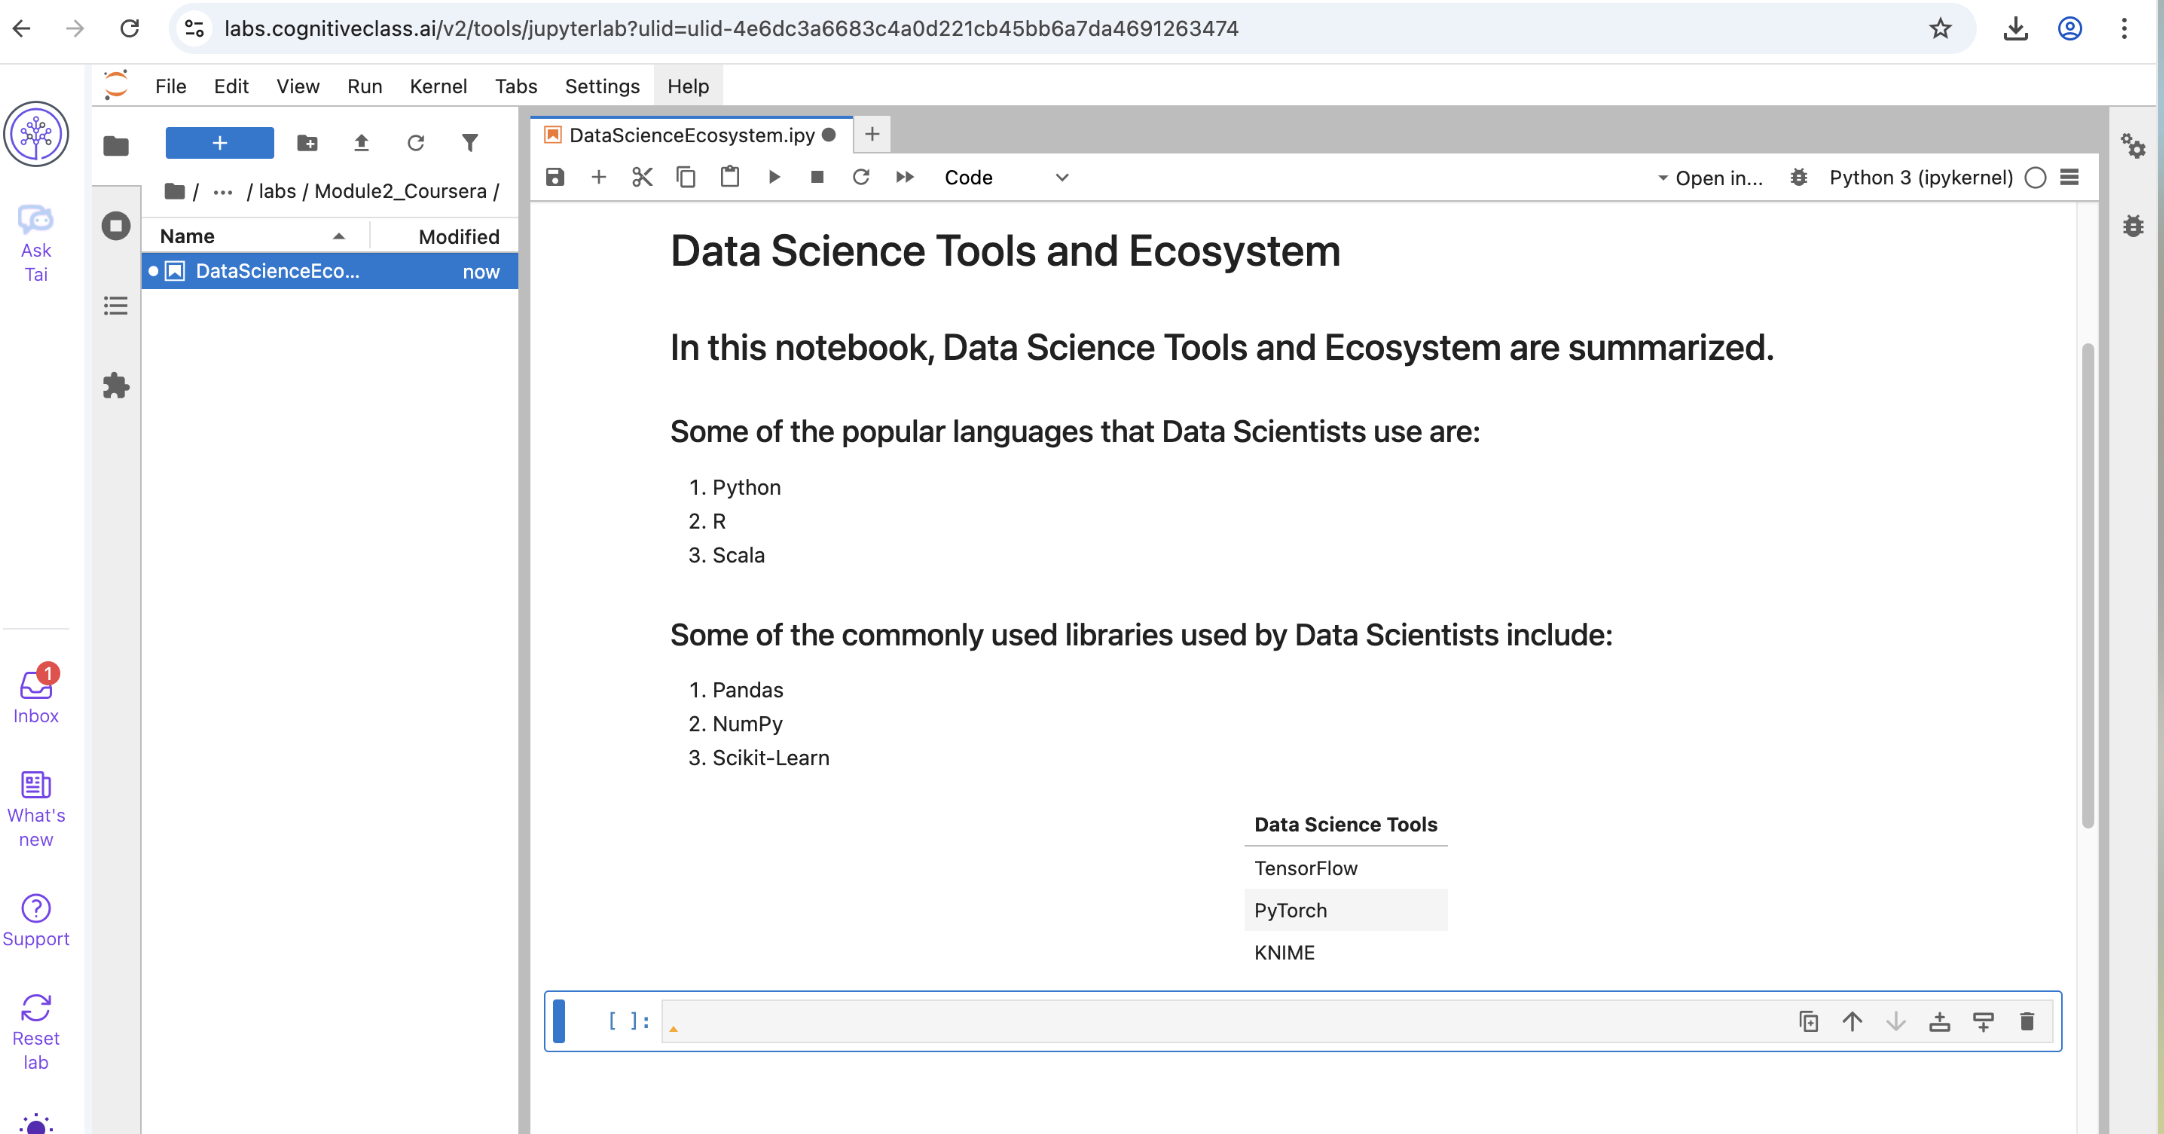 labs.cognitiveclass.ai/v2/tools/jupyterlab?ulid=ulid-4e6dc3a6683c4a0d221cb45bb6a7da4691263474
File Edit View Run Kernel Tabs Settings Help
Ask
Tai
/ ... / labs / Module2_Coursera /
Name Modified
DataScienceEco... now
DataScienceEcosystem.ipy
Code
Open in...
Python 3 (ipykernel)
Data Science Tools and Ecosystem
In this notebook, Data Science Tools and Ecosystem are summarized.
Some of the popular languages that Data Scientists use are:
1. Python
2. R
3. Scala
Some of the commonly used libraries used by Data Scientists include:
1. Pandas
2. NumPy
3. Scikit-Learn
Data Science Tools
TensorFlow
PyTorch
KNIME
[ ]:
1
Inbox
What's
new
Support
Reset
lab